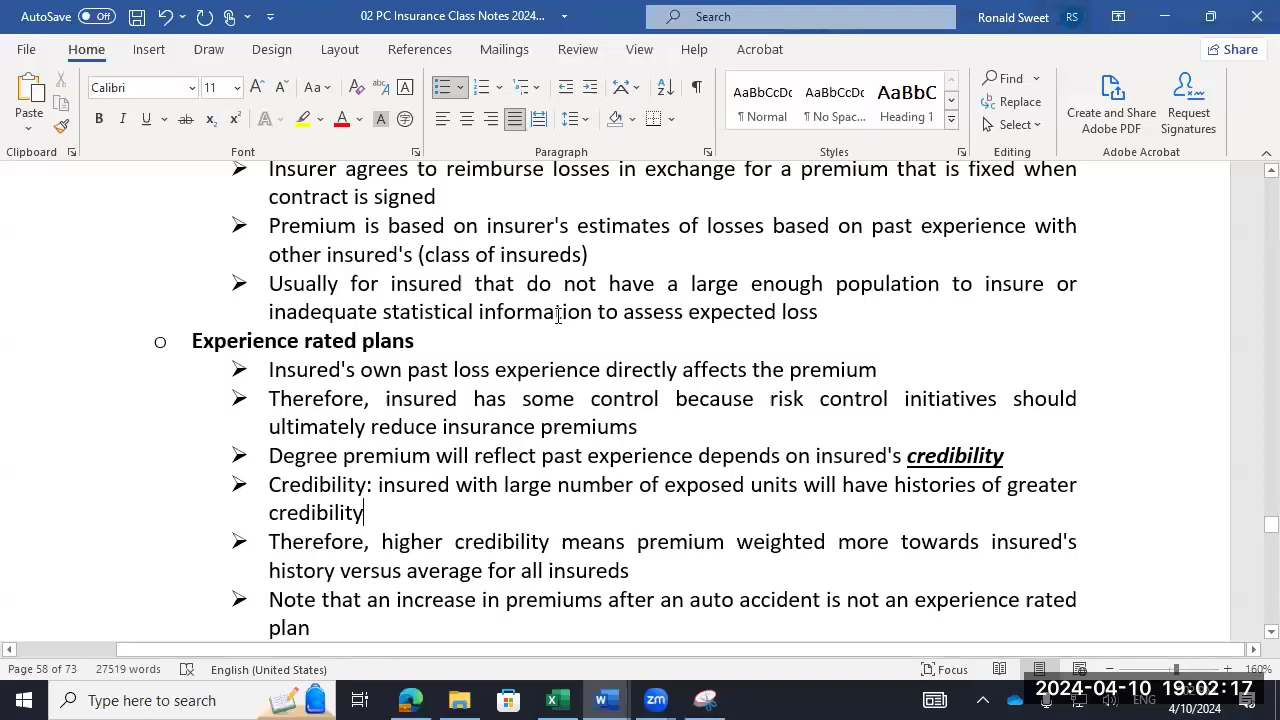 AutoSave Off
02 PC Insurance Class Notes 2024...
Search
Ronald Sweet
RS
File Home Insert Draw Design Layout References Mailings Review View Help Acrobat
Share
Paste
Calibri
11
Find
Replace
Select
AaBbCcDc AaBbCcDc AaBbC
¶ Normal ¶ No Spac... Heading 1
Create and Share Adobe PDF
Request Signatures
Clipboard Font Paragraph Styles Editing Adobe Acrobat
Insurer agrees to reimburse losses in exchange for a premium that is fixed when
contract is signed
Premium is based on insurer's estimates of losses based on past experience with
other insured's (class of insureds)
Usually for insured that do not have a large enough population to insure or
inadequate statistical information to assess expected loss
o Experience rated plans
Insured's own past loss experience directly affects the premium
Therefore, insured has some control because risk control initiatives should
ultimately reduce insurance premiums
Degree premium will reflect past experience depends on insured's credibility
Credibility: insured with large number of exposed units will have histories of greater
credibility
Therefore, higher credibility means premium weighted more towards insured's
history versus average for all insureds
Note that an increase in premiums after an auto accident is not an experience rated
plan
Page 58 of 73 27519 words English (United States) Focus 160%
Type here to search
2024-04-10 19:02:17
ENG
4/10/2024